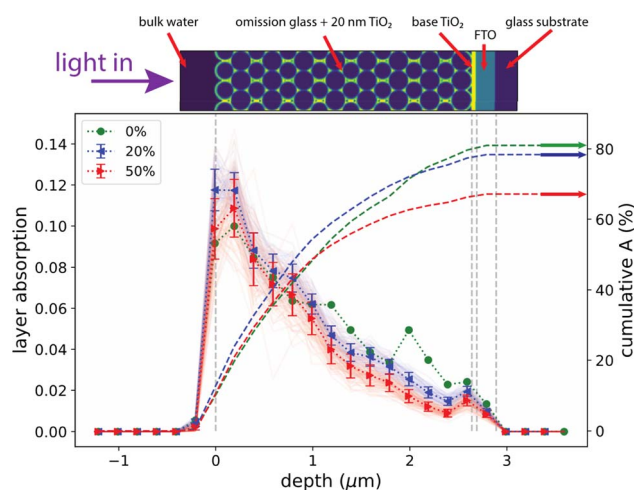 bulk water
omission glass + 20 nm TiO₂
base TiO₂
FTO
glass substrate
light in
0%
20%
50%
0.14
0.12
0.10
0.08
0.06
0.04
0.02
0.00
layer absorption
80
60
40
20
0
cumulative A (%)
−1
0
1
2
3
depth (μm)